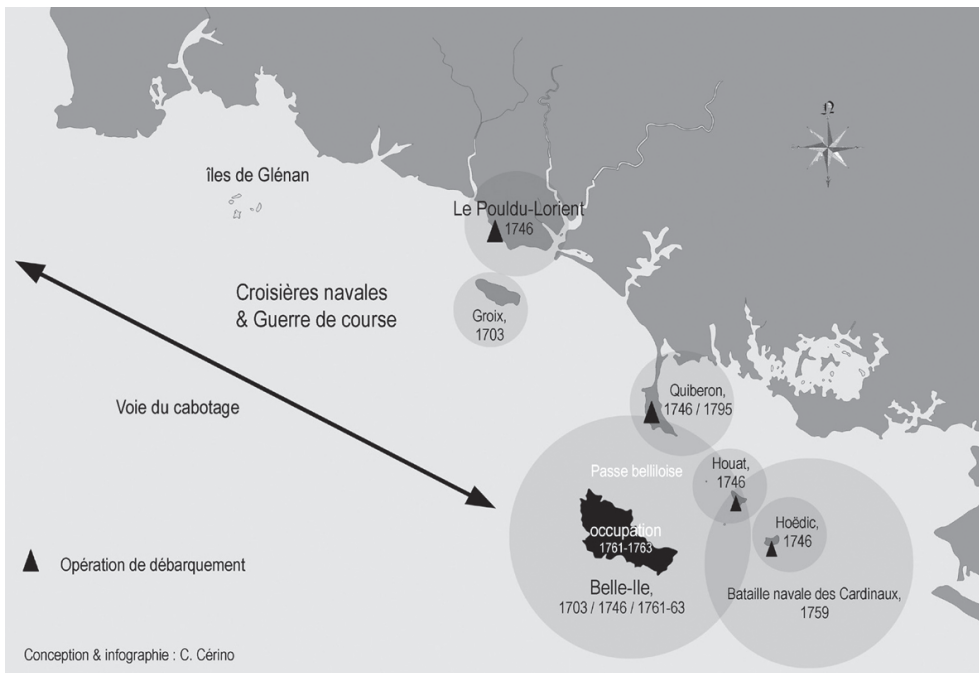 îles de Glénan
Le Pouldu-Lorient
1746
Croisières navales
& Guerre de course
Groix,
1703
Voie du cabotage
Quiberon,
1746 / 1795
Passe belliloise
Houat,
1746
Hoëdic,
1746
occupation
1761-1763
Belle-Ile,
1703 / 1746 / 1761-63
Bataille navale des Cardinaux,
1759
Opération de débarquement
Conception & infographie : C. Cérino